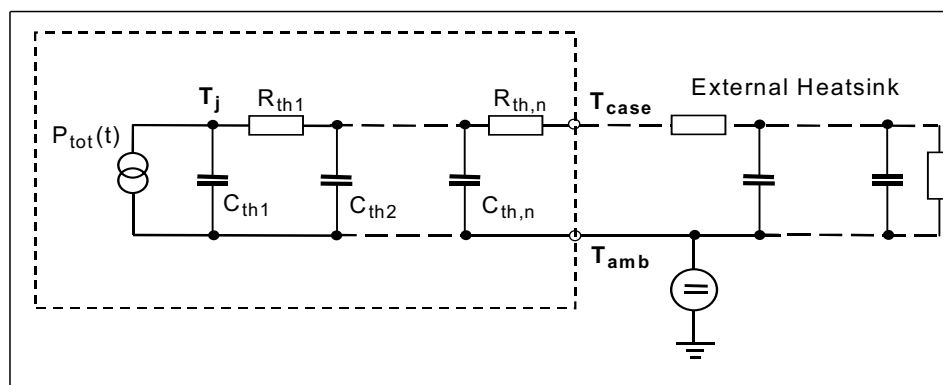 External Heatsink
T_j R_th1 R_th,n T_case
P_tot(t)
C_th1 C_th2 C_th,n
T_amb